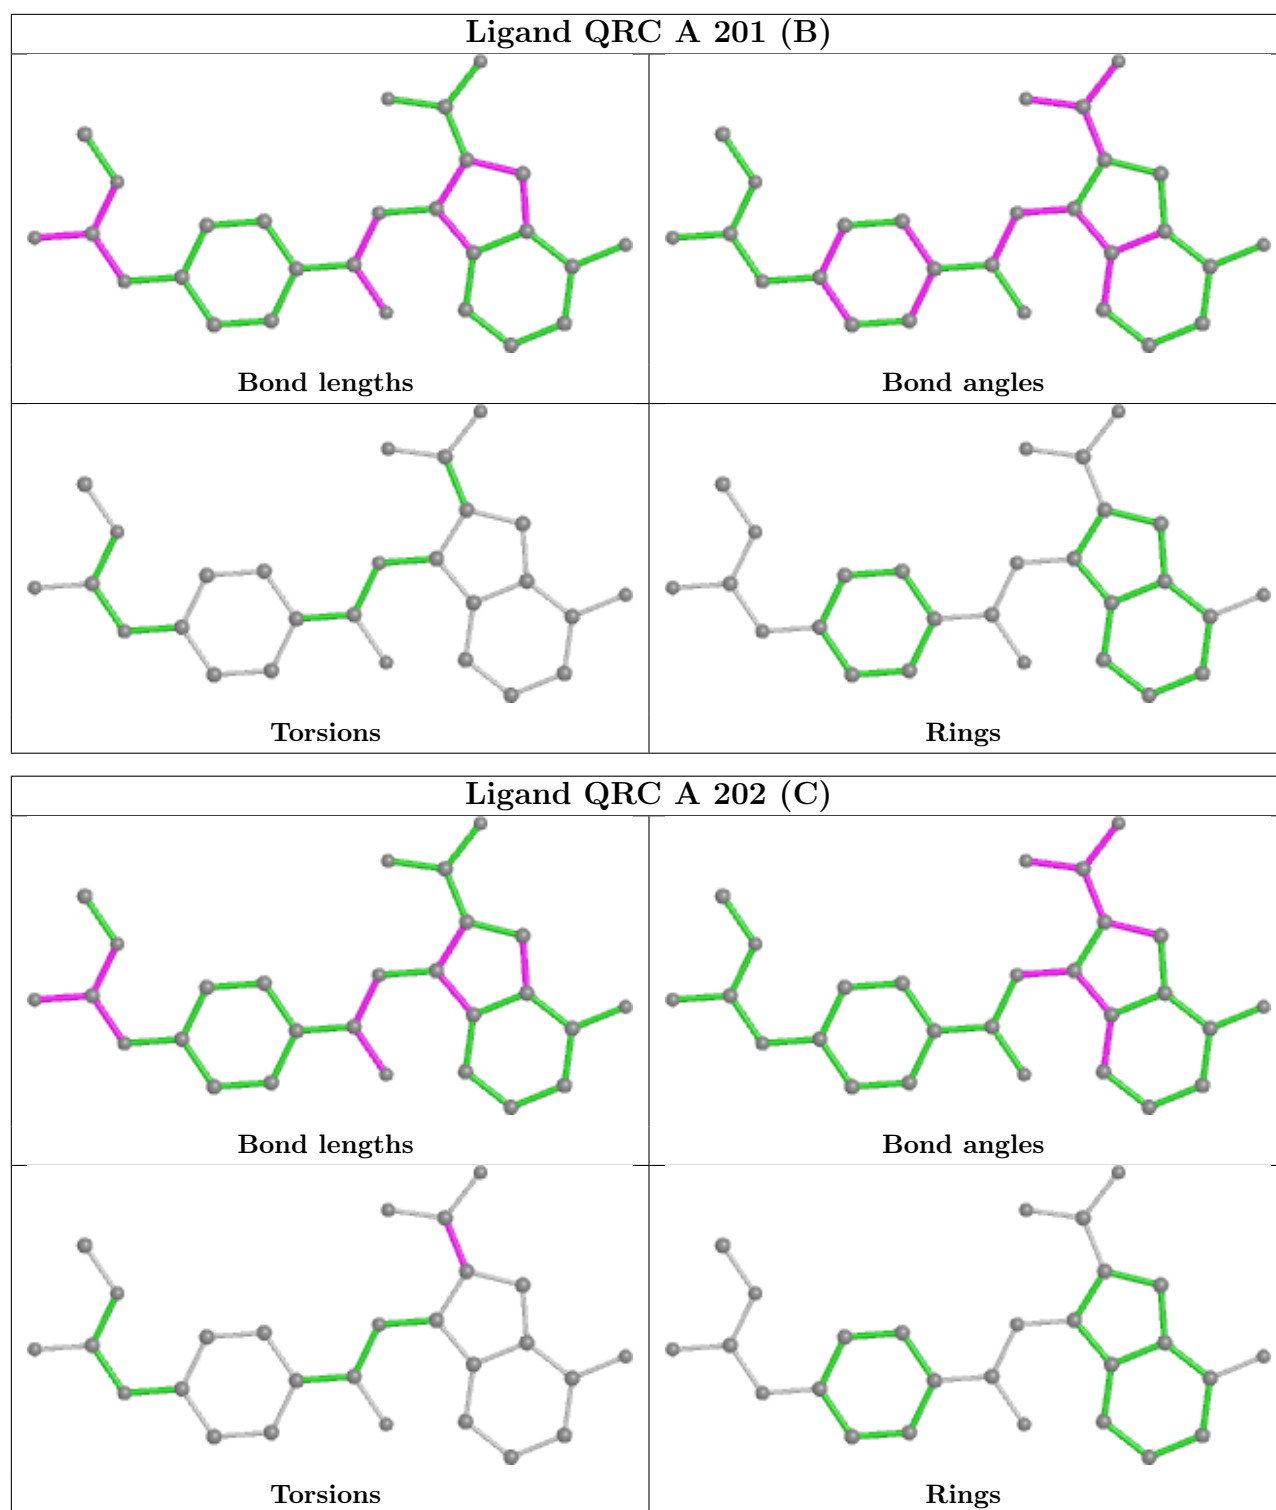 Ligand QRC A 201 (B)
Bond lengths
Bond angles
Torsions
Rings
Ligand QRC A 202 (C)
Bond lengths
Bond angles
Torsions
Rings